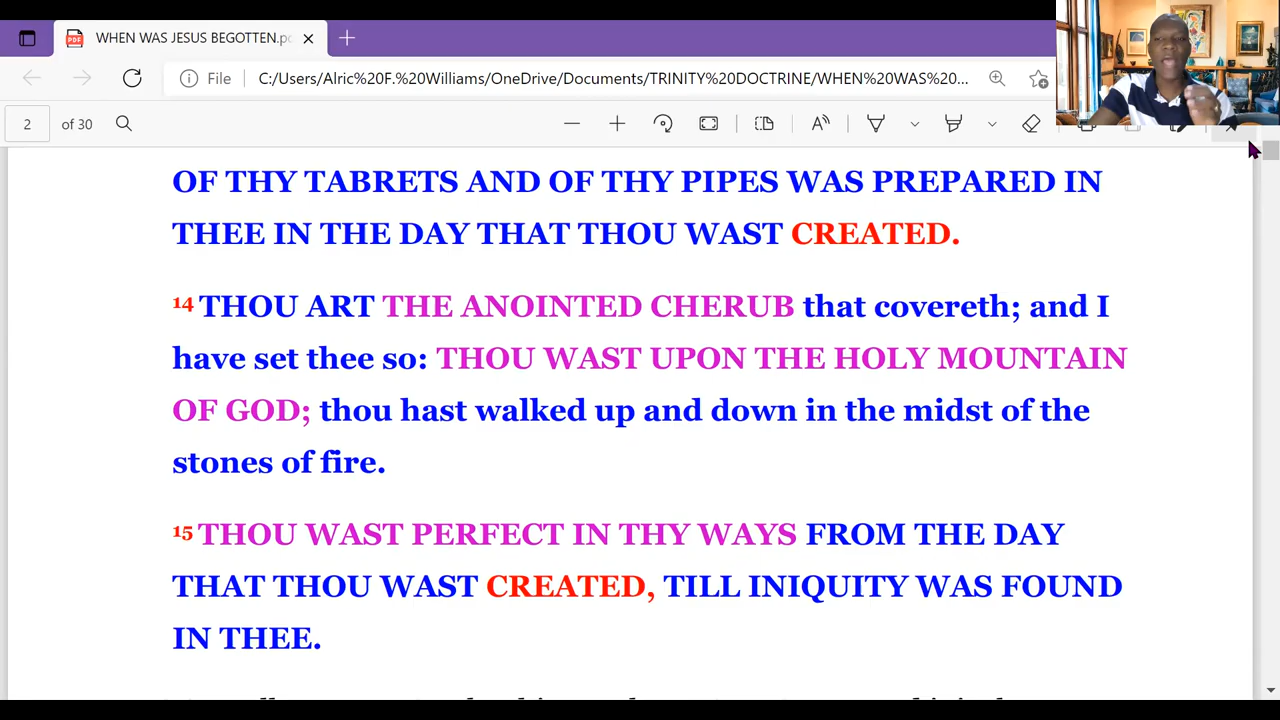 WHEN WAS JESUS BEGOTTEN.p
File
C:/Users/Alric%20F.%20Williams/OneDrive/Documents/TRINITY%20DOCTRINE/WHEN%20WAS%20...
2 of 30
OF THY TABRETS AND OF THY PIPES WAS PREPARED IN
THEE IN THE DAY THAT THOU WAST CREATED.
14 THOU ART THE ANOINTED CHERUB that covereth; and I
have set thee so: THOU WAST UPON THE HOLY MOUNTAIN
OF GOD; thou hast walked up and down in the midst of the
stones of fire.
15 THOU WAST PERFECT IN THY WAYS FROM THE DAY
THAT THOU WAST CREATED, TILL INIQUITY WAS FOUND
IN THEE.